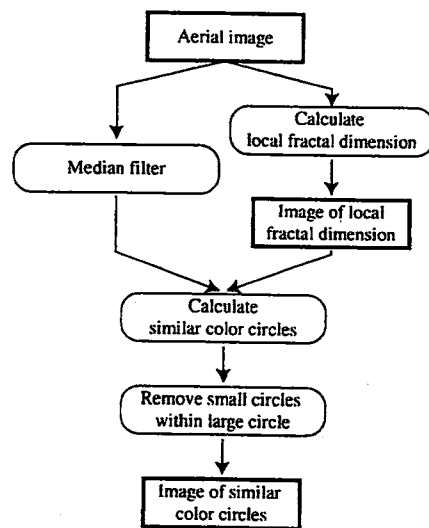 Aerial image
Calculate
local fractal dimension
Median filter
Image of local
fractal dimension
Calculate
similar color circles
Remove small circles
within large circle
Image of similar
color circles